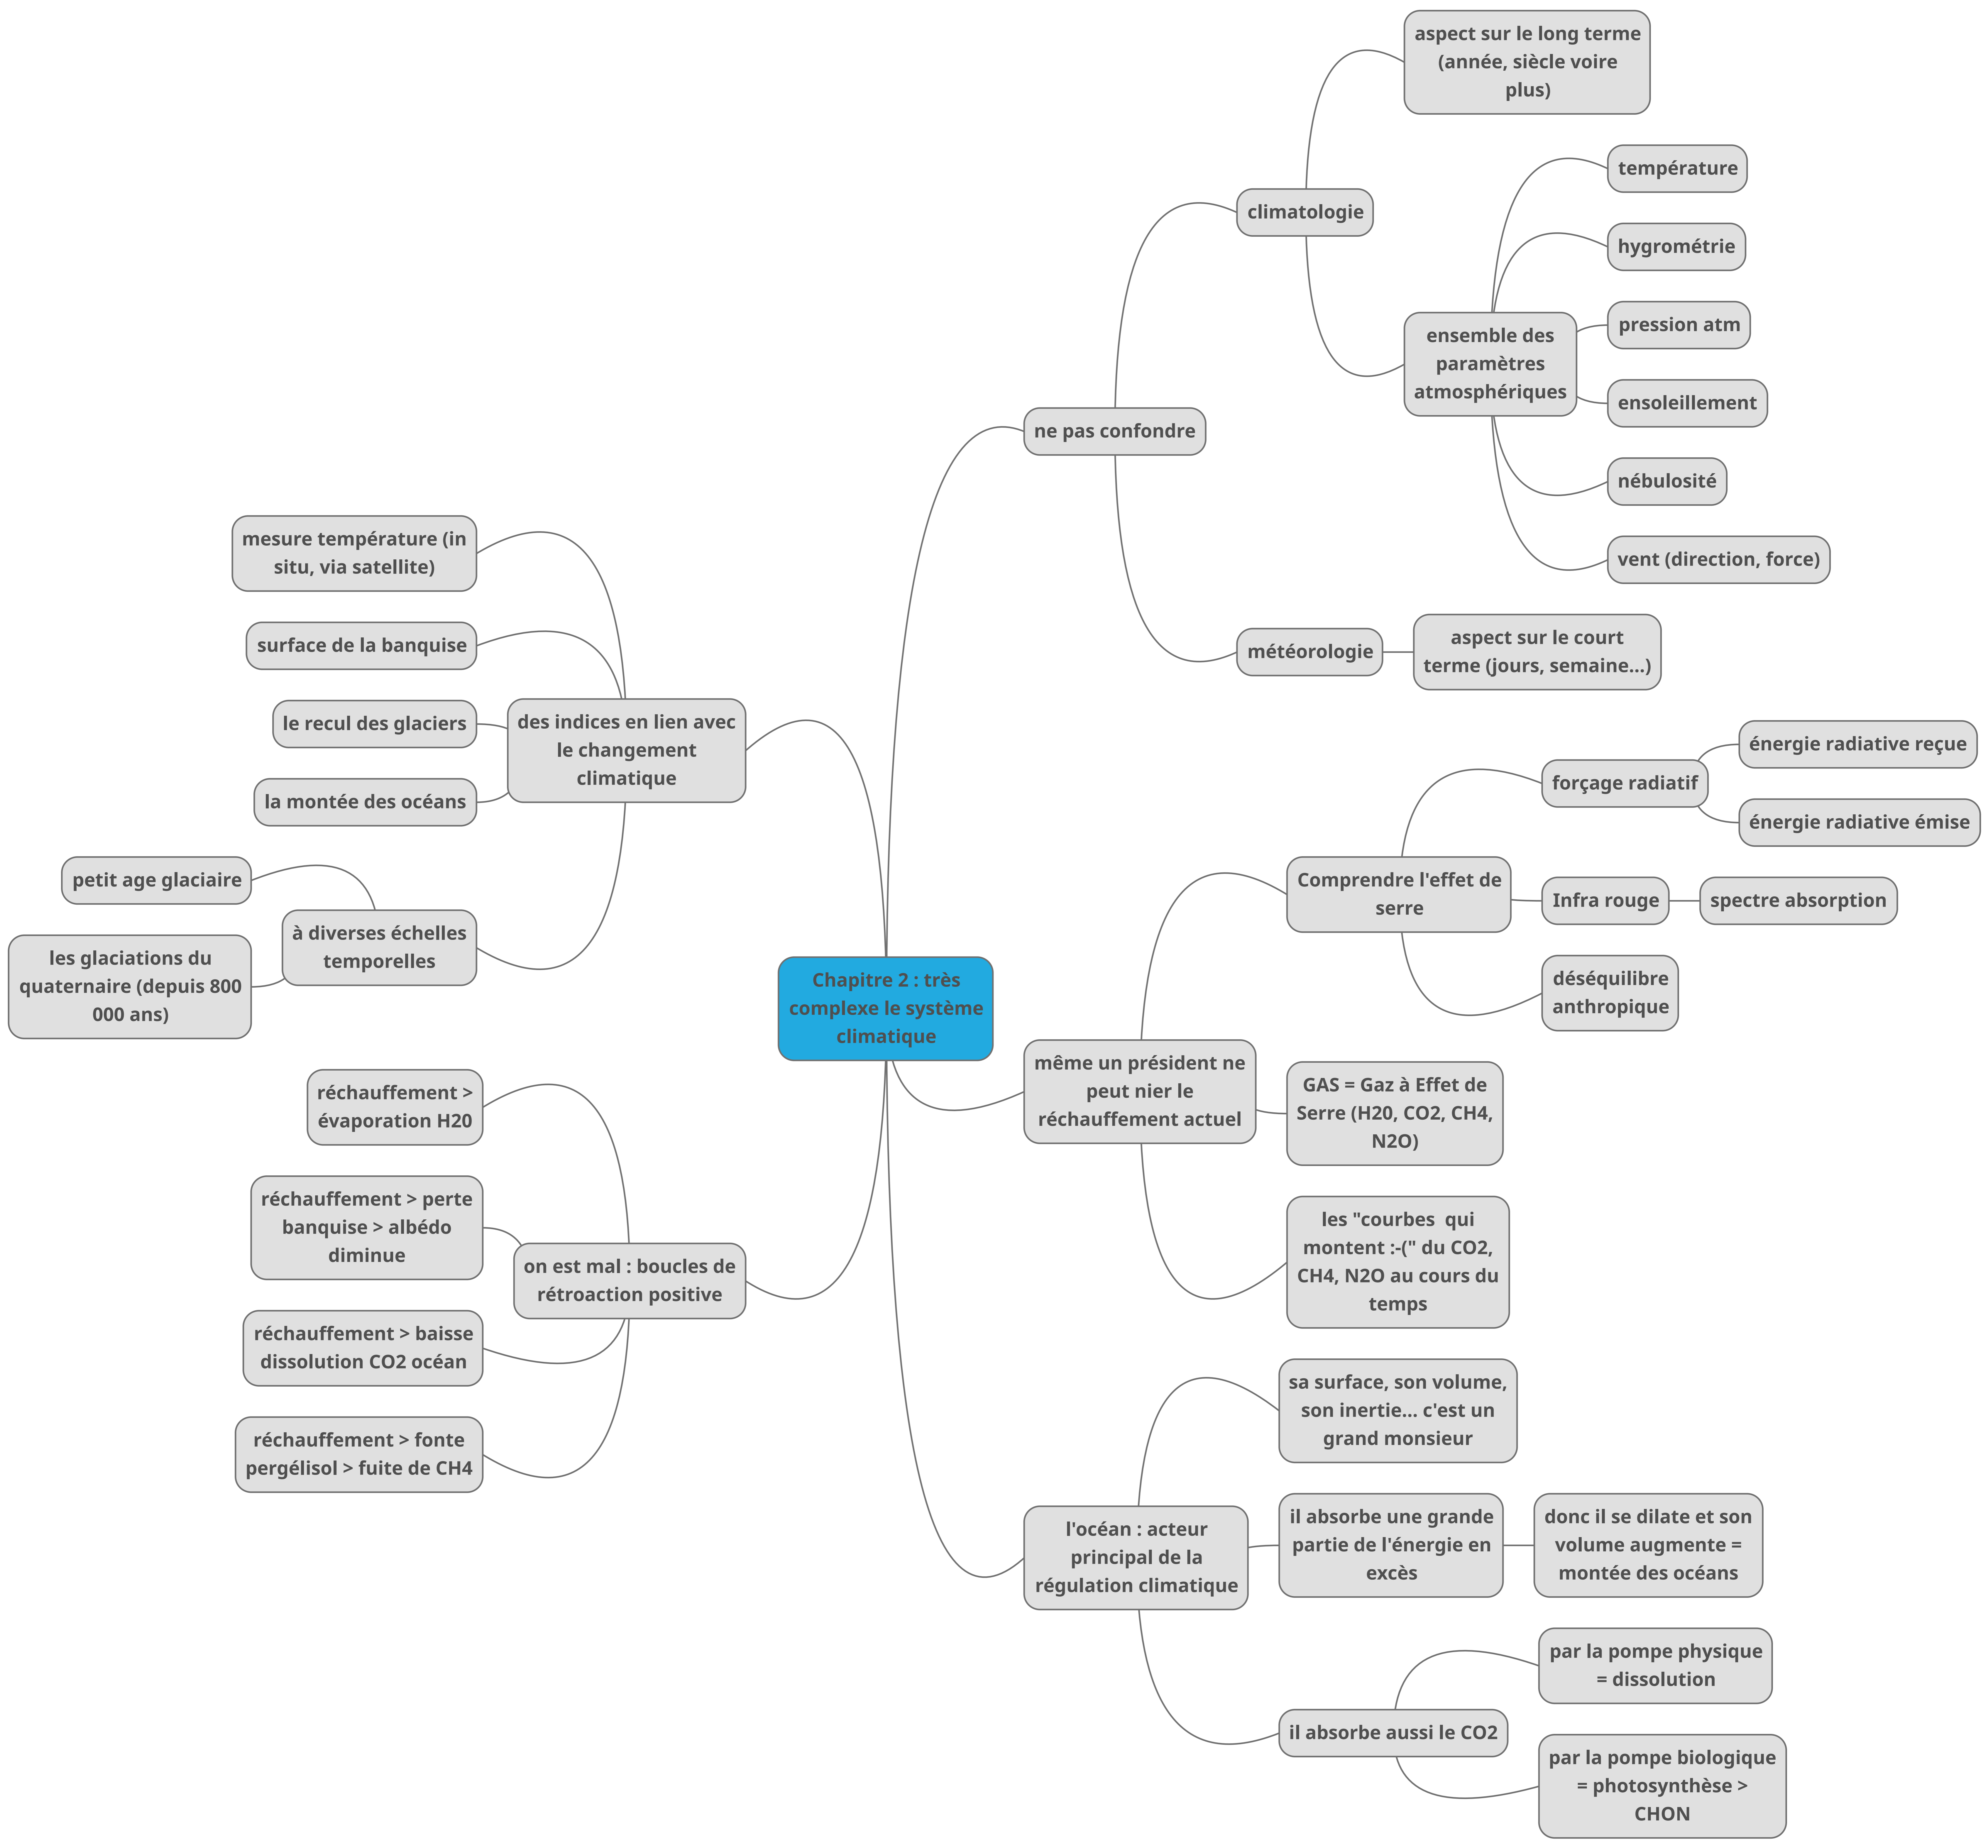 Chapitre 2 : très
complexe le système
climatique
ne pas confondre
climatologie
aspect sur le long terme
(année, siècle voire
plus)
ensemble des
paramètres
atmosphériques
température
hygrométrie
pression atm
ensoleillement
nébulosité
vent (direction, force)
météorologie
aspect sur le court
terme (jours, semaine...)
même un président ne
peut nier le
réchauffement actuel
Comprendre l'effet de
serre
forçage radiatif
énergie radiative reçue
énergie radiative émise
Infra rouge
spectre absorption
déséquilibre
anthropique
GAS = Gaz à Effet de
Serre (H20, CO2, CH4,
N2O)
les "courbes  qui
montent :-(" du CO2,
CH4, N2O au cours du
temps
l'océan : acteur
principal de la
régulation climatique
sa surface, son volume,
son inertie... c'est un
grand monsieur
il absorbe une grande
partie de l'énergie en
excès
donc il se dilate et son
volume augmente =
montée des océans
il absorbe aussi le CO2
par la pompe physique
= dissolution
par la pompe biologique
= photosynthèse >
CHON
des indices en lien avec
le changement
climatique
mesure température (in
situ, via satellite)
surface de la banquise
le recul des glaciers
la montée des océans
à diverses échelles
temporelles
petit age glaciaire
les glaciations du
quaternaire (depuis 800
000 ans)
on est mal : boucles de
rétroaction positive
réchauffement >
évaporation H20
réchauffement > perte
banquise > albédo
diminue
réchauffement > baisse
dissolution CO2 océan
réchauffement > fonte
pergélisol > fuite de CH4